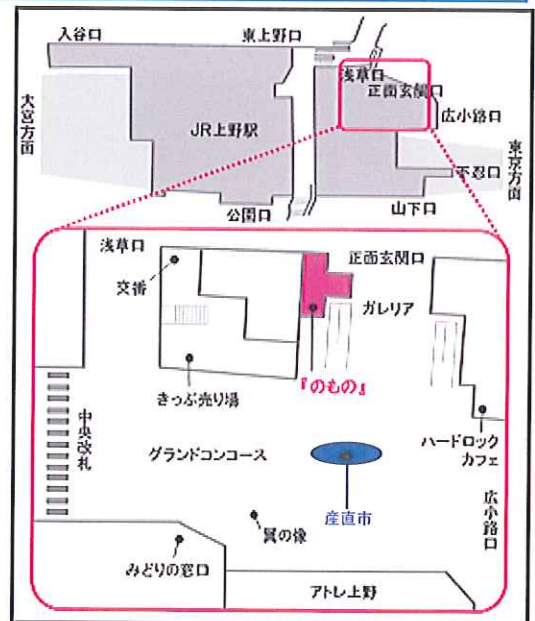 入谷口
東上野口
浅草口
正面玄関口
広小路口
大宮方面
JR上野駅
東京方面
不忍口
公園口
山下口
浅草口
正面玄関口
交番
ガレリア
きっぷ売り場
『のもの』
中央改札
グランドコンコース
ハードロック
カフェ
産直市
広小路口
翼の像
みどりの窓口
アトレ上野